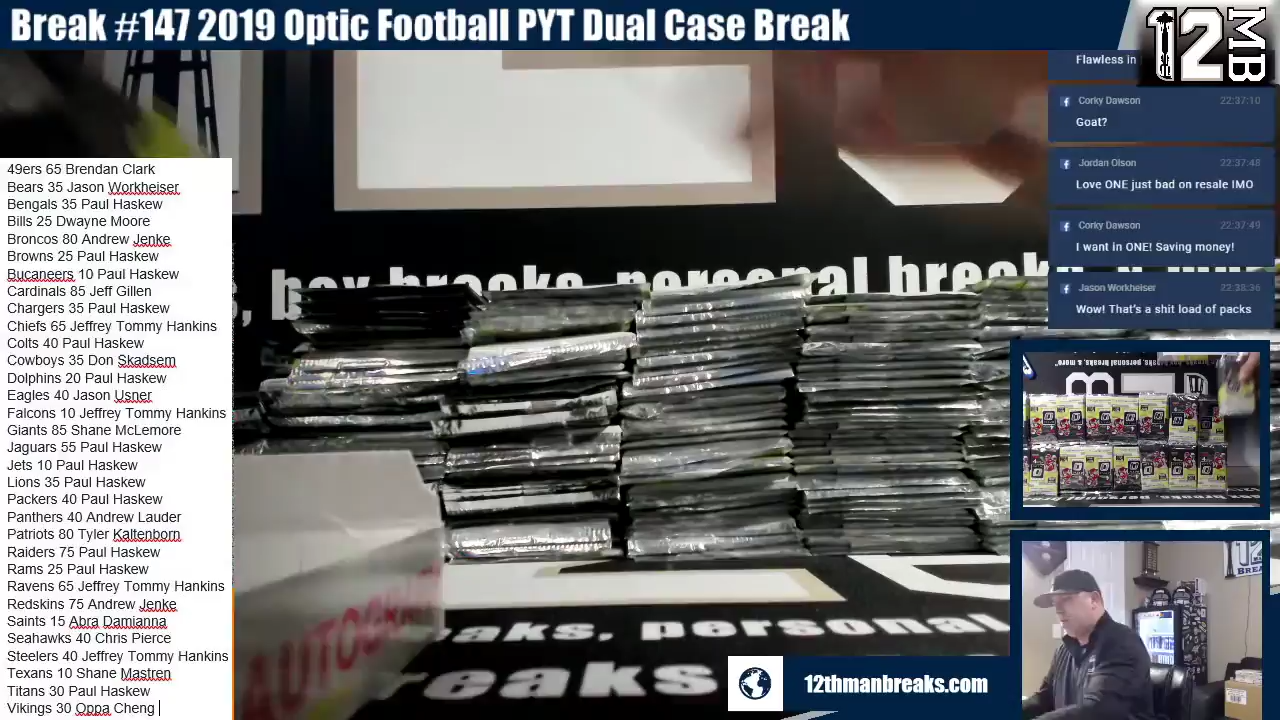 Break #147 2019 Optic Football PYT Dual Case Break
12
MB
49ers 65 Brendan Clark
Bears 35 Jason Workheiser
Bengals 35 Paul Haskew
Bills 25 Dwayne Moore
Broncos 80 Andrew Jenke
Browns 25 Paul Haskew
Bucaneers 10 Paul Haskew
Cardinals 85 Jeff Gillen
Chargers 35 Paul Haskew
Chiefs 65 Jeffrey Tommy Hankins
Colts 40 Paul Haskew
Cowboys 35 Don Skadsem
Dolphins 20 Paul Haskew
Eagles 40 Jason Usner
Falcons 10 Jeffrey Tommy Hankins
Giants 85 Shane McLemore
Jaguars 55 Paul Haskew
Jets 10 Paul Haskew
Lions 35 Paul Haskew
Packers 40 Paul Haskew
Panthers 40 Andrew Lauder
Patriots 80 Tyler Kaltenborn
Raiders 75 Paul Haskew
Rams 25 Paul Haskew
Ravens 65 Jeffrey Tommy Hankins
Redskins 75 Andrew Jenke
Saints 15 Abra Damianna
Seahawks 40 Chris Pierce
Steelers 40 Jeffrey Tommy Hankins
Texans 10 Shane Mastren
Titans 30 Paul Haskew
Vikings 30 Oppa Cheng
, box breaks, personal breaks
eaks, personal
reaks
Flawless in
Corky Dawson 22:37:10
Goat?
Jordan Olson 22:37:48
Love ONE just bad on resale IMO
Corky Dawson 22:37:49
I want in ONE! Saving money!
Jason Workheiser 22:38:36
Wow! That's a shit load of packs
12thmanbreaks.com